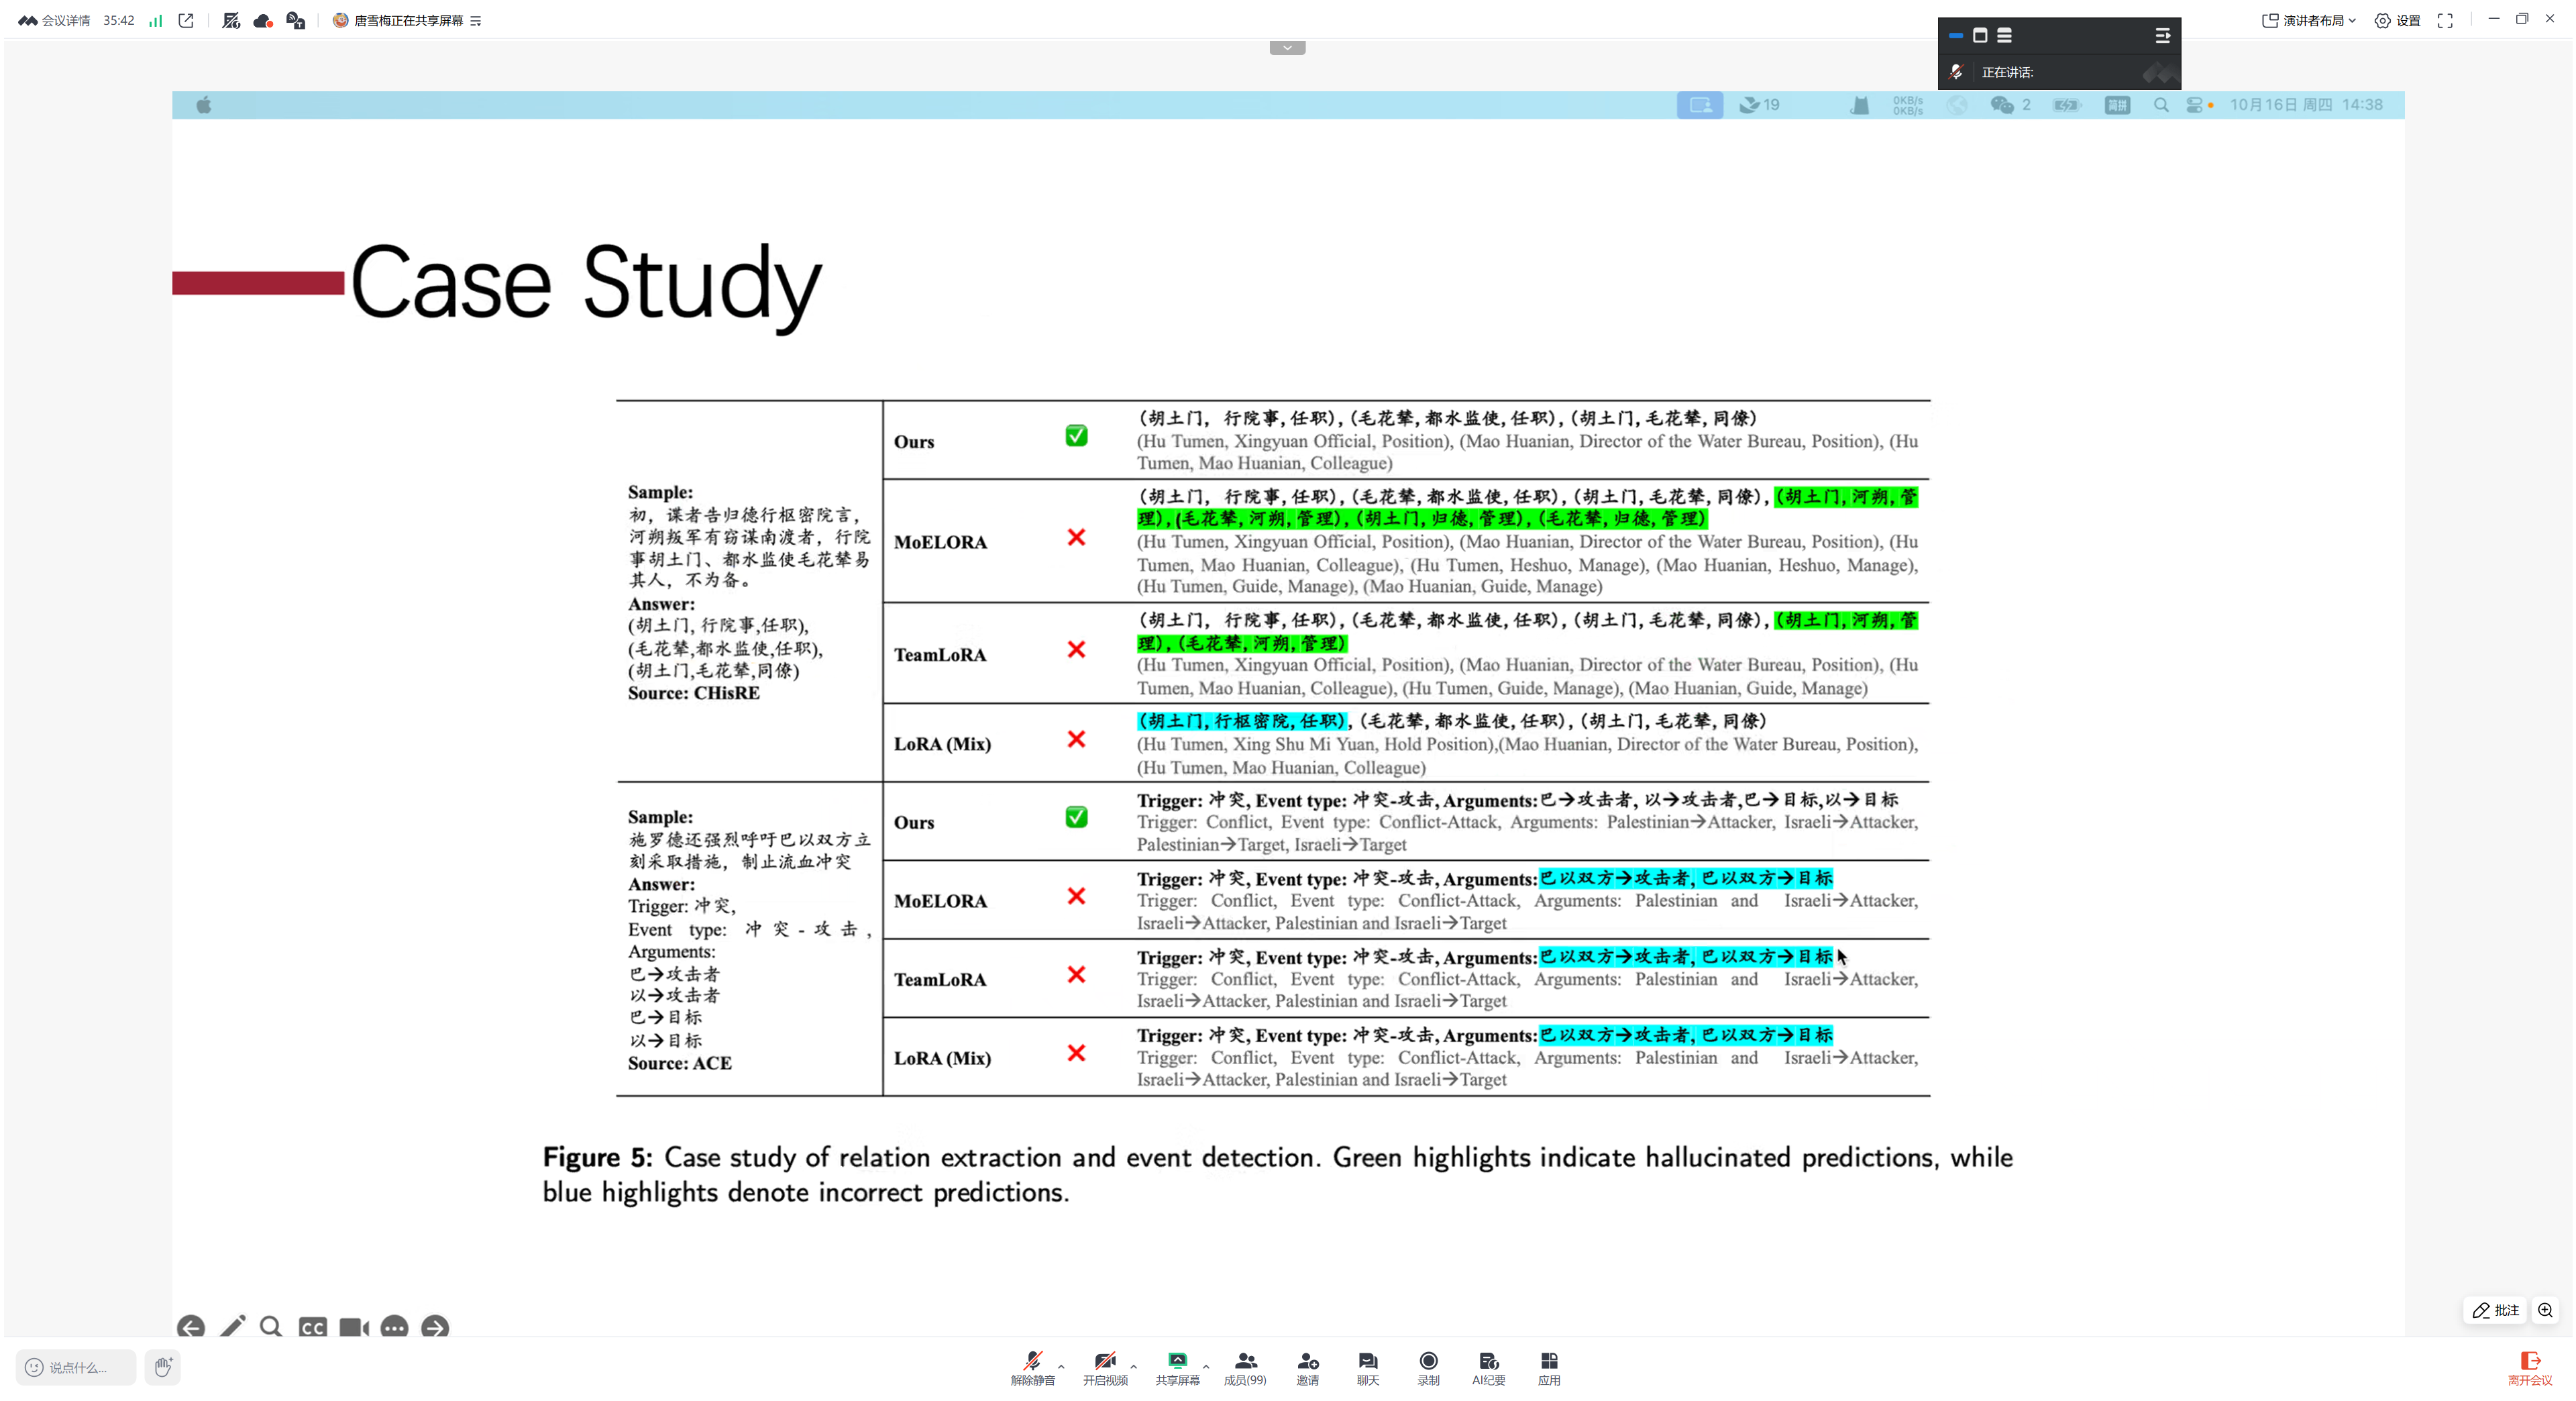 会议详情 35:42 唐雪梅正在共享屏幕 演讲者布局 设置
正在讲话:
19 0KB/s 0KB/s 2 简拼 10月16日 周四 14:38
Case Study
Sample:
初，谍者告归德行枢密院言，
河朔叛军有窃谋南渡者，行院
事胡土门、都水监使毛花辇易
其人，不为备。
Answer:
(胡土门, 行院事,任职),
(毛花辇,都水监使,任职),
(胡土门,毛花辇,同僚)
Source: CHisRE
Ours
(胡土门, 行院事,任职), (毛花辇,都水监使,任职), (胡土门,毛花辇,同僚)
(Hu Tumen, Xingyuan Official, Position), (Mao Huanian, Director of the Water Bureau, Position), (Hu
Tumen, Mao Huanian, Colleague)
MoELORA
(胡土门, 行院事,任职), (毛花辇,都水监使,任职), (胡土门,毛花辇,同僚), (胡土门,河朔,管
理), (毛花辇,河朔,管理), (胡土门,归德,管理), (毛花辇,归德,管理)
(Hu Tumen, Xingyuan Official, Position), (Mao Huanian, Director of the Water Bureau, Position), (Hu
Tumen, Mao Huanian, Colleague), (Hu Tumen, Heshuo, Manage), (Mao Huanian, Heshuo, Manage),
(Hu Tumen, Guide, Manage), (Mao Huanian, Guide, Manage)
TeamLoRA
(胡土门, 行院事,任职), (毛花辇,都水监使,任职), (胡土门,毛花辇,同僚), (胡土门,河朔,管
理), (毛花辇,河朔,管理)
(Hu Tumen, Xingyuan Official, Position), (Mao Huanian, Director of the Water Bureau, Position), (Hu
Tumen, Mao Huanian, Colleague), (Hu Tumen, Guide, Manage), (Mao Huanian, Guide, Manage)
LoRA (Mix)
(胡土门,行枢密院,任职), (毛花辇,都水监使,任职), (胡土门,毛花辇,同僚)
(Hu Tumen, Xing Shu Mi Yuan, Hold Position),(Mao Huanian, Director of the Water Bureau, Position),
(Hu Tumen, Mao Huanian, Colleague)
Sample:
施罗德还强烈呼吁巴以双方立
刻采取措施，制止流血冲突
Answer:
Trigger: 冲突,
Event type: 冲突-攻击,
Arguments:
巴→攻击者
以→攻击者
巴→目标
以→目标
Source: ACE
Ours
Trigger: 冲突, Event type: 冲突-攻击, Arguments:巴→攻击者, 以→攻击者,巴→目标,以→目标
Trigger: Conflict, Event type: Conflict-Attack, Arguments: Palestinian→Attacker, Israeli→Attacker,
Palestinian→Target, Israeli→Target
MoELORA
Trigger: 冲突, Event type: 冲突-攻击, Arguments:巴以双方→攻击者, 巴以双方→目标
Trigger: Conflict, Event type: Conflict-Attack, Arguments: Palestinian and Israeli→Attacker,
Israeli→Attacker, Palestinian and Israeli→Target
TeamLoRA
Trigger: 冲突, Event type: 冲突-攻击, Arguments:巴以双方→攻击者, 巴以双方→目标
Trigger: Conflict, Event type: Conflict-Attack, Arguments: Palestinian and Israeli→Attacker,
Israeli→Attacker, Palestinian and Israeli→Target
LoRA (Mix)
Trigger: 冲突, Event type: 冲突-攻击, Arguments:巴以双方→攻击者, 巴以双方→目标
Trigger: Conflict, Event type: Conflict-Attack, Arguments: Palestinian and Israeli→Attacker,
Israeli→Attacker, Palestinian and Israeli→Target
Figure 5: Case study of relation extraction and event detection. Green highlights indicate hallucinated predictions, while
blue highlights denote incorrect predictions.
CC
批注
说点什么... 解除静音 开启视频 共享屏幕 成员(99) 邀请 聊天 录制 AI纪要 应用 离开会议